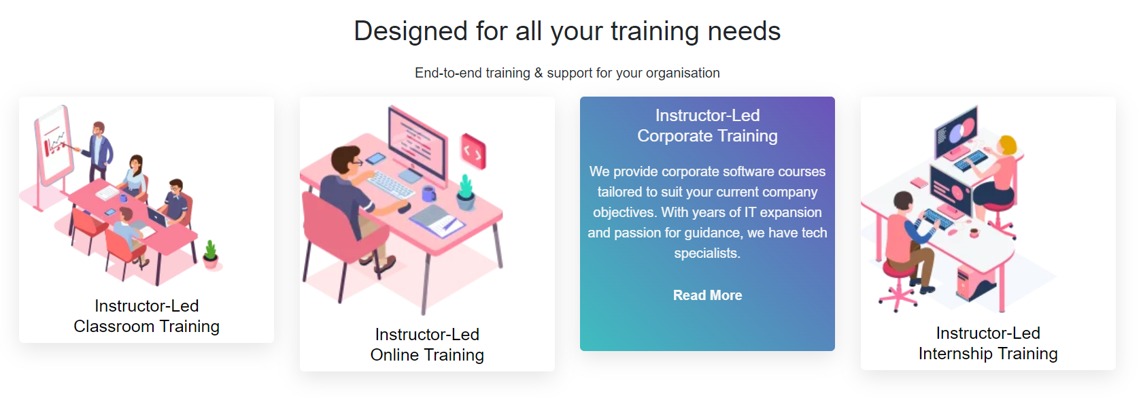 Designed for all your training needs
End-to-end training & support for your organisation
Instructor-Led
Classroom Training
Instructor-Led
Online Training
Instructor-Led
Corporate Training
We provide corporate software courses
tailored to suit your current company
objectives. With years of IT expansion
and passion for guidance, we have tech
specialists.
Read More
Instructor-Led
Internship Training